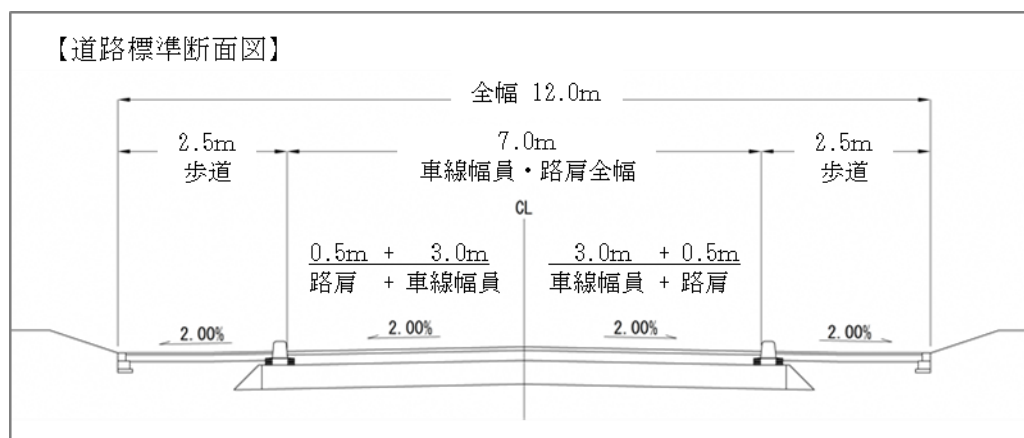 【道路標準断面図】
全幅 12.0m
2.5m
歩道
7.0m
車線幅員・路肩全幅
2.5m
歩道
CL
0.5m + 3.0m
路肩 + 車線幅員
3.0m + 0.5m
車線幅員 + 路肩
2.00%
2.00%
2.00%
2.00%